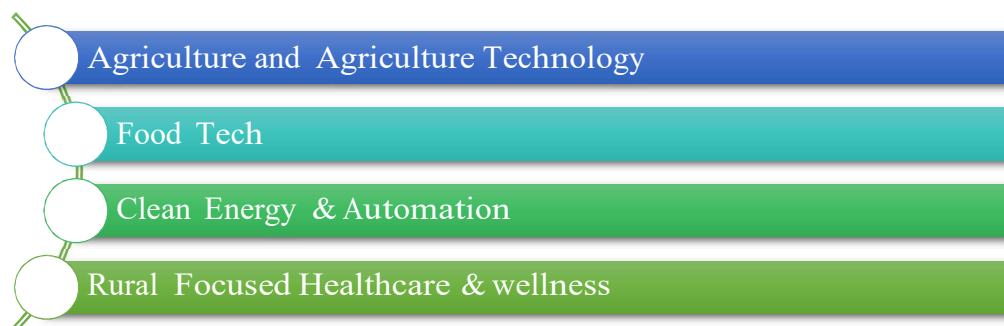 Agriculture and Agriculture Technology
Food Tech
Clean Energy & Automation
Rural Focused Healthcare & wellness